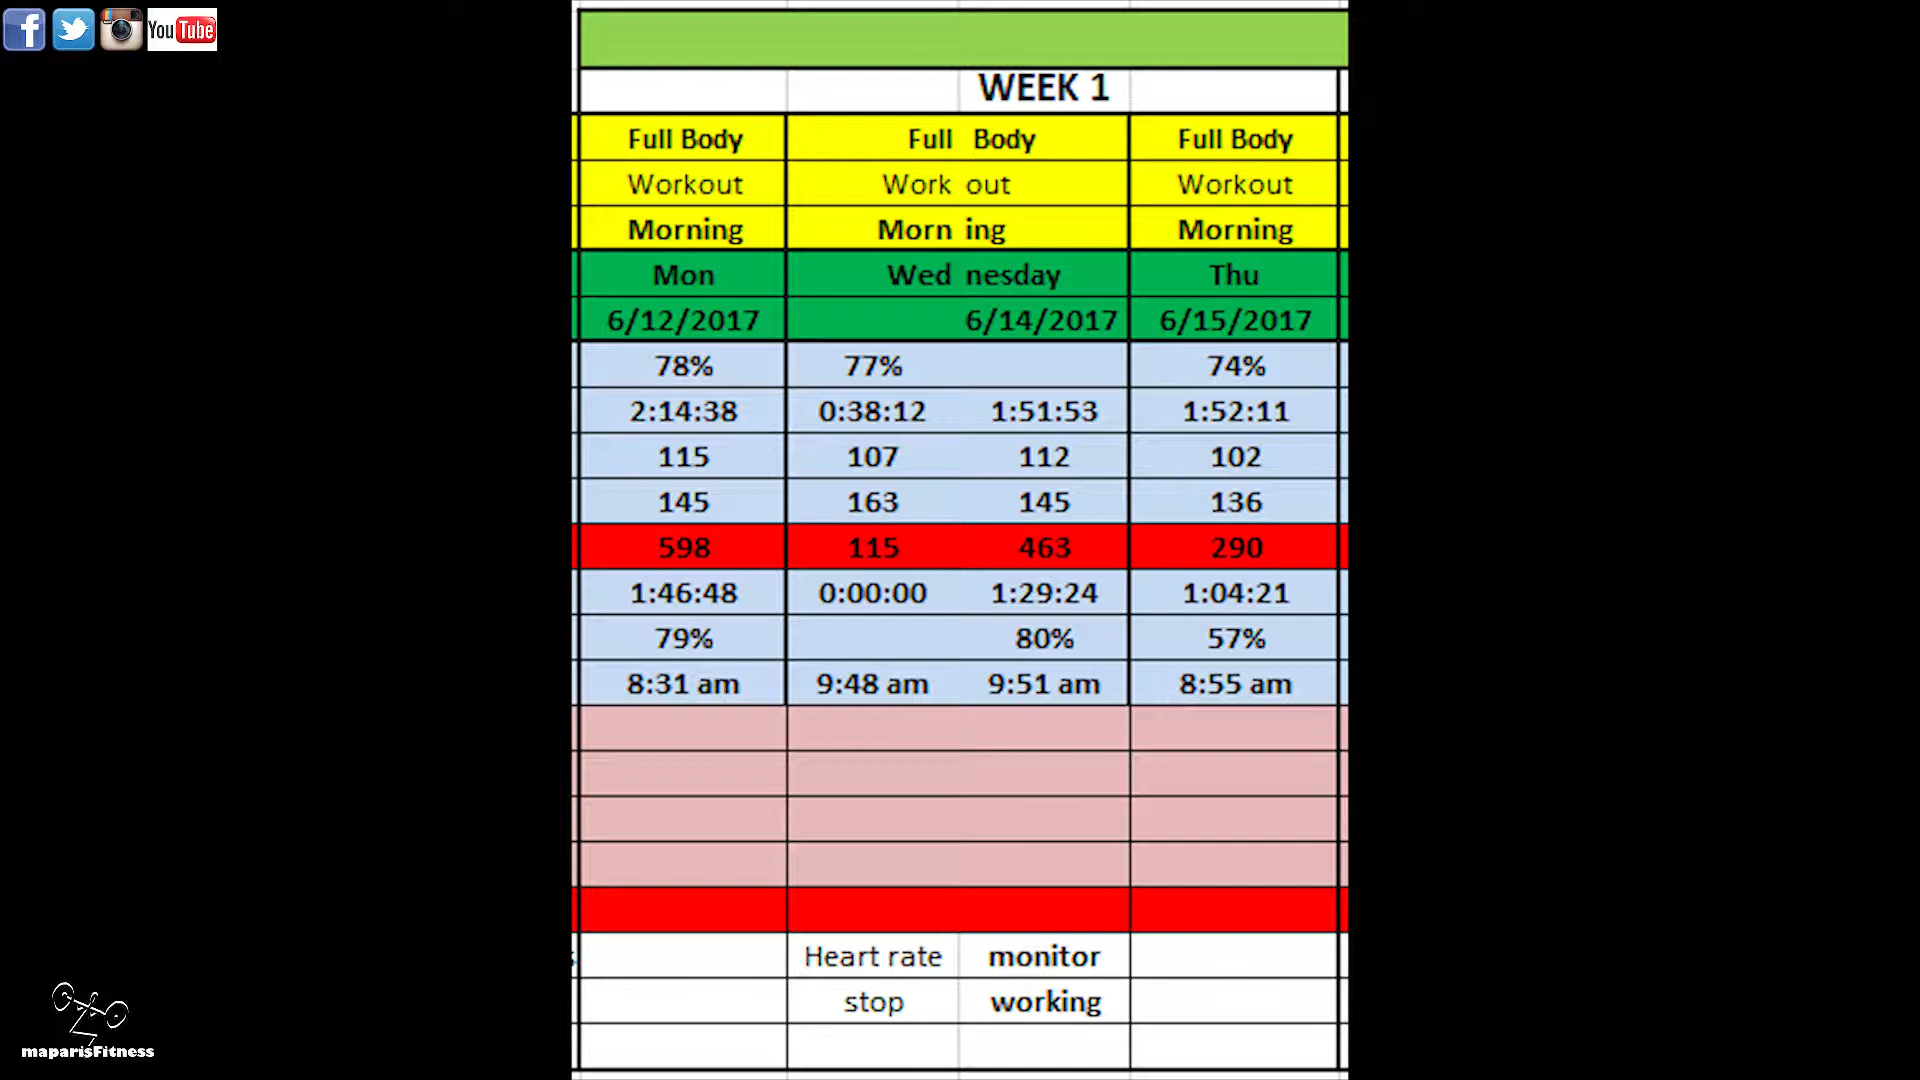 f You Tube
WEEK 1
Full Body Full Body Full Body
Workout Work out Workout
Morning Morn ing Morning
Mon Wed nesday Thu
6/12/2017 6/14/2017 6/15/2017
78% 77% 74%
2:14:38 0:38:12 1:51:53 1:52:11
115 107 112 102
145 163 145 136
598 115 463 290
1:46:48 0:00:00 1:29:24 1:04:21
79% 80% 57%
8:31 am 9:48 am 9:51 am 8:55 am
Heart rate monitor
stop working
maparisFitness